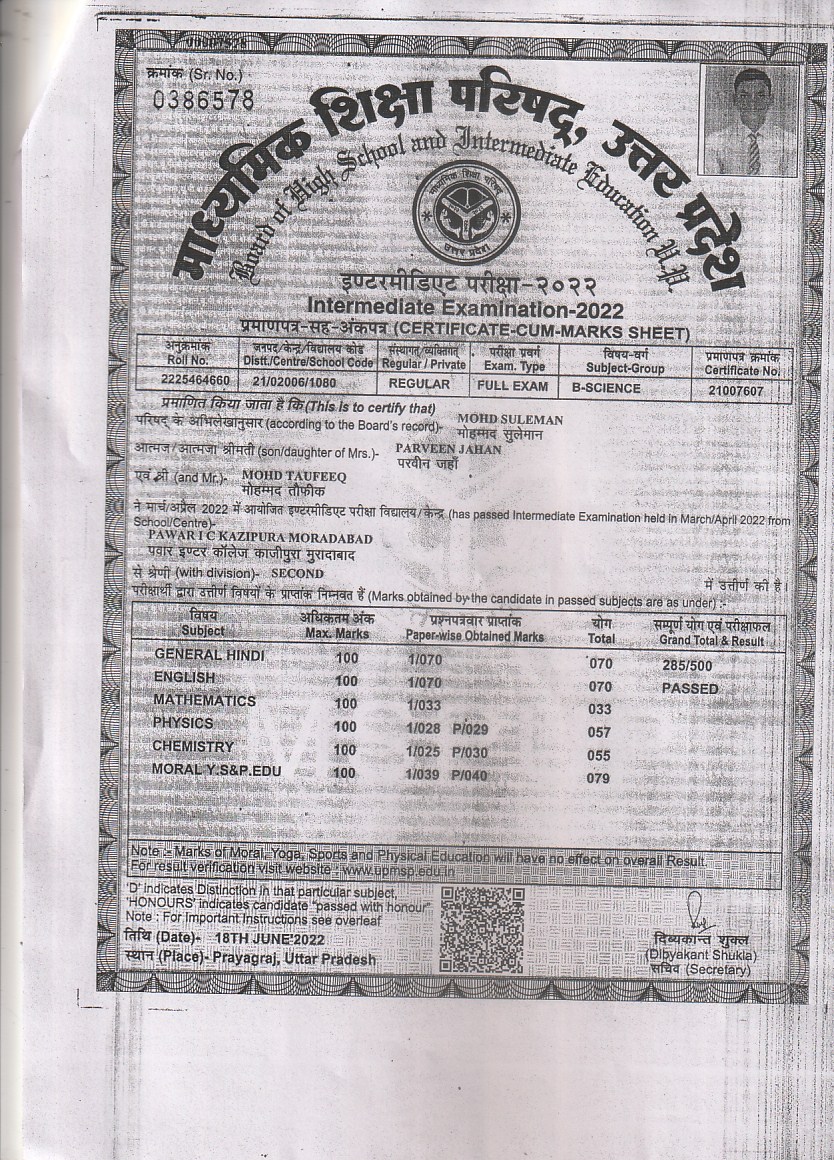 क्रमांक (Sr. No.)
0386578
माध्यमिक शिक्षा परिषद्, उत्तर प्रदेश
Board of High School and Intermediate Education U.P.
माध्यमिक शिक्षा परिषद्
उत्तर प्रदेश
इण्टरमीडिएट परीक्षा-२०२२
Intermediate Examination-2022
प्रमाणपत्र-सह-अंकपत्र (CERTIFICATE-CUM-MARKS SHEET)
अनुक्रमांक जनपद/केन्द्र/विद्यालय कोड संस्थागत/व्यक्तिगत परीक्षा प्रवर्ग विषय-वर्ग प्रमाणपत्र क्रमांक
Roll No. Distt./Centre/School Code Regular / Private Exam. Type Subject-Group Certificate No.
2225464660 21/02006/1080 REGULAR FULL EXAM B-SCIENCE 21007607
प्रमाणित किया जाता है कि (This is to certify that)
परिषद् के अभिलेखानुसार (according to the Board's record)- MOHD SULEMAN
मोहम्मद सुलेमान
आत्मज/आत्मजा श्रीमती (son/daughter of Mrs.)- PARVEEN JAHAN
परवीन जहाँ
एवं श्री (and Mr.)- MOHD TAUFEEQ
मोहम्मद तौफीक
ने मार्च/अप्रैल 2022 में आयोजित इण्टरमीडिएट परीक्षा विद्यालय/केन्द्र (has passed Intermediate Examination held in March/April 2022 from
School/Centre)-
PAWAR I C KAZIPURA MORADABAD
पवार इण्टर कॉलेज काजीपुरा मुरादाबाद
से श्रेणी (with division)- SECOND में उत्तीर्ण की है।
परीक्षार्थी द्वारा उत्तीर्ण विषयों के प्राप्तांक निम्नवत हैं (Marks obtained by the candidate in passed subjects are as under) :-
विषय अधिकतम अंक प्रश्नपत्रवार प्राप्तांक योग सम्पूर्ण योग एवं परीक्षाफल
Subject Max. Marks Paper-wise Obtained Marks Total Grand Total & Result
GENERAL HINDI 100 1/070 070 285/500
ENGLISH 100 1/070 070 PASSED
MATHEMATICS 100 1/033 033
PHYSICS 100 1/028 P/029 057
CHEMISTRY 100 1/025 P/030 055
MORAL Y.S&P.EDU 100 1/039 P/040 079
Note :- Marks of Moral, Yoga, Sports and Physical Education will have no effect on overall Result.
For result verification visit website - www.upmsp.edu.in
'D' indicates Distinction in that particular subject,
'HONOURS' indicates candidate "passed with honour"
Note : For Important Instructions see overleaf
तिथि (Date)- 18TH JUNE 2022
स्थान (Place)- Prayagraj, Uttar Pradesh
दिब्यकान्त शुक्ल
(Dibyakant Shukla)
सचिव (Secretary)